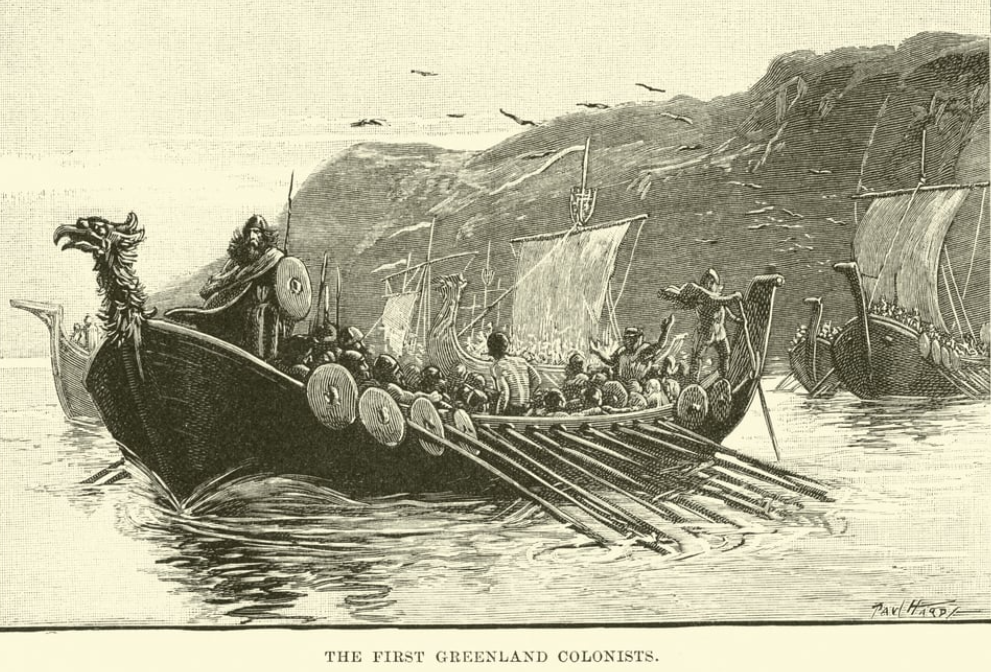 PAUL HARDY
THE FIRST GREENLAND COLONISTS.